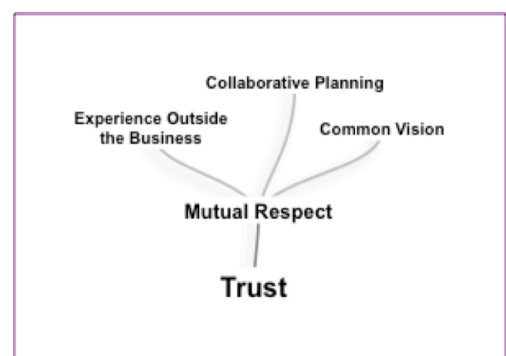 Collaborative Planning
Experience Outside
the Business
Common Vision
Mutual Respect
Trust